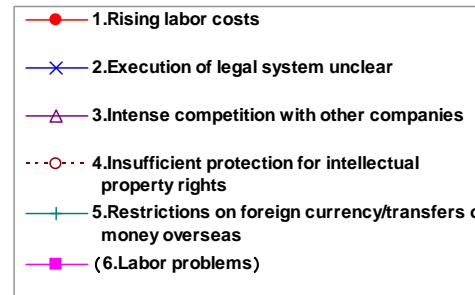 1.Rising labor costs
2.Execution of legal system unclear
3.Intense competition with other companies
4.Insufficient protection for intellectual
property rights
5.Restrictions on foreign currency/transfers
money overseas
(6.Labor problems)